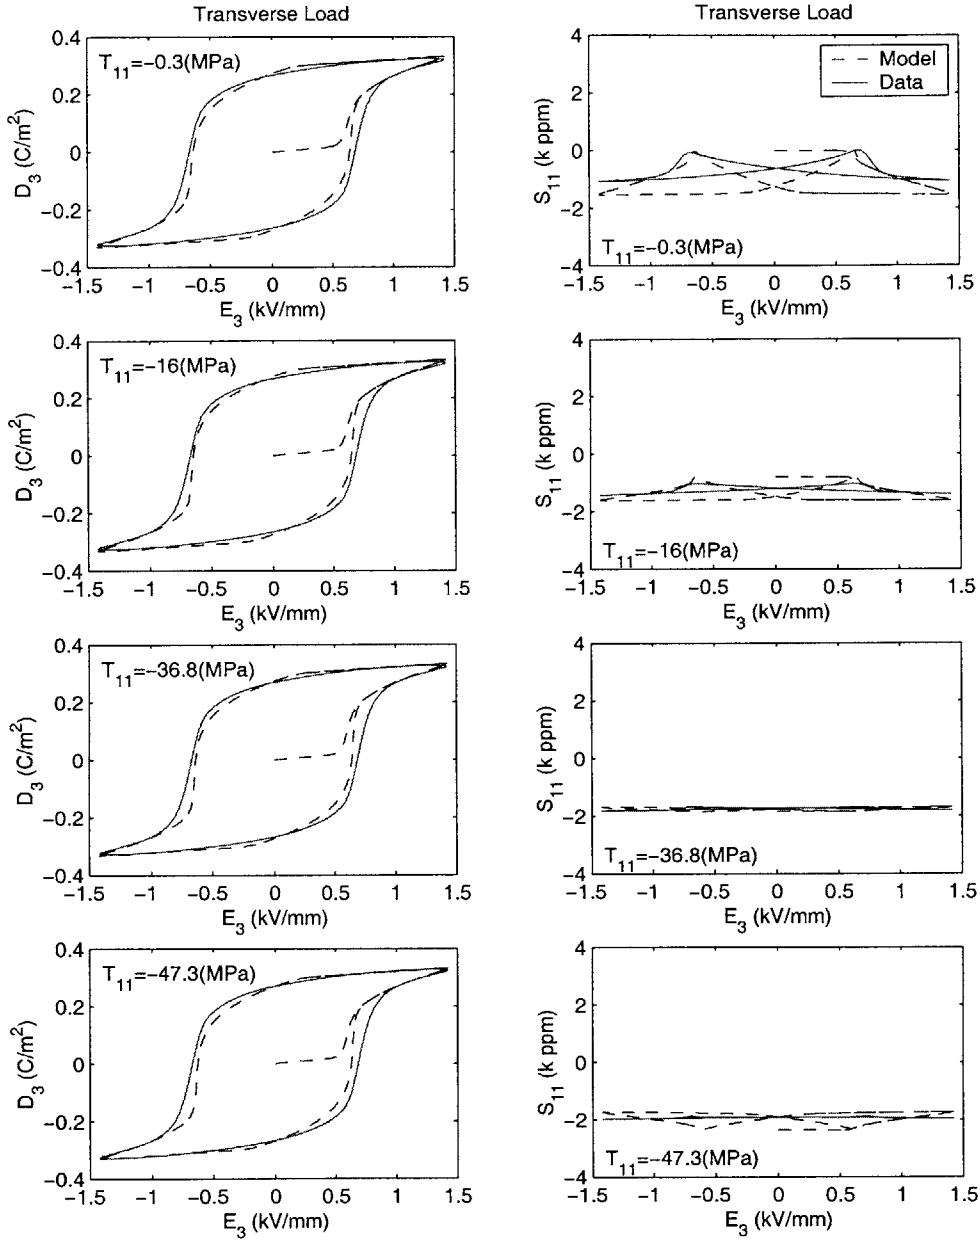 Transverse Load
Transverse Load
0.4
0.2
0
−0.2
−0.4
D3 (C/m2)
T11=−0.3(MPa)
−1.5 −1 −0.5 0 0.5 1 1.5
E3 (kV/mm)
4
2
0
−2
−4
S11 (k ppm)
Model
Data
T11=−0.3(MPa)
−1.5 −1 −0.5 0 0.5 1 1.5
E3 (kV/mm)
0.4
0.2
0
−0.2
−0.4
D3 (C/m2)
T11=−16(MPa)
−1.5 −1 −0.5 0 0.5 1 1.5
E3 (kV/mm)
4
2
0
−2
−4
S11 (k ppm)
T11=−16(MPa)
−1.5 −1 −0.5 0 0.5 1 1.5
E3 (kV/mm)
0.4
0.2
0
−0.2
−0.4
D3 (C/m2)
T11=−36.8(MPa)
−1.5 −1 −0.5 0 0.5 1 1.5
E3 (kV/mm)
4
2
0
−2
−4
S11 (k ppm)
T11=−36.8(MPa)
−1.5 −1 −0.5 0 0.5 1 1.5
E3 (kV/mm)
0.4
0.2
0
−0.2
−0.4
D3 (C/m2)
T11=−47.3(MPa)
−1.5 −1 −0.5 0 0.5 1 1.5
E3 (kV/mm)
4
2
0
−2
−4
S11 (k ppm)
T11=−47.3(MPa)
−1.5 −1 −0.5 0 0.5 1 1.5
E3 (kV/mm)